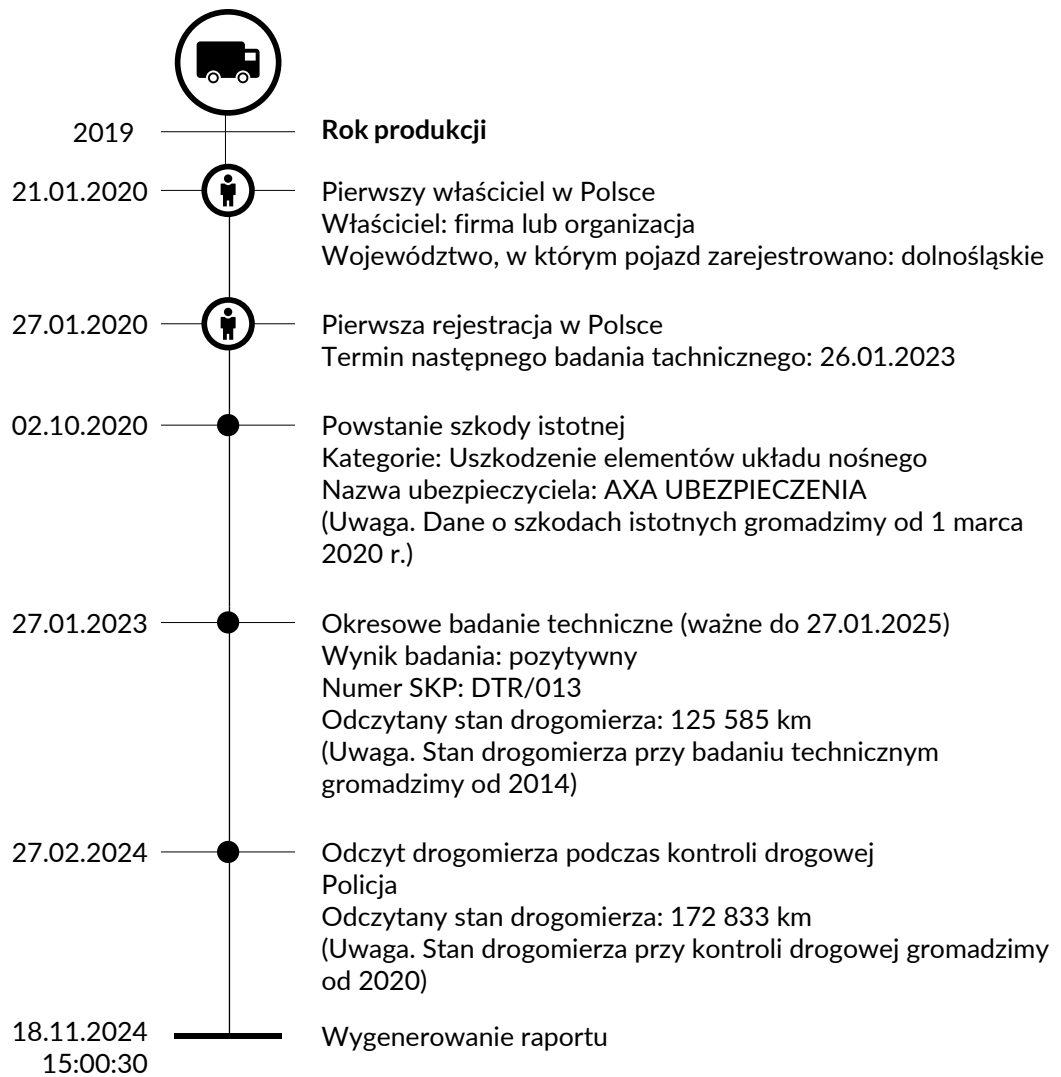 2019
Rok produkcji
21.01.2020
Pierwszy właściciel w Polsce
Właściciel: firma lub organizacja
Województwo, w którym pojazd zarejestrowano: dolnośląskie
27.01.2020
Pierwsza rejestracja w Polsce
Termin następnego badania tachnicznego: 26.01.2023
02.10.2020
Powstanie szkody istotnej
Kategorie: Uszkodzenie elementów układu nośnego
Nazwa ubezpieczyciela: AXA UBEZPIECZENIA
(Uwaga. Dane o szkodach istotnych gromadzimy od 1 marca
2020 r.)
27.01.2023
Okresowe badanie techniczne (ważne do 27.01.2025)
Wynik badania: pozytywny
Numer SKP: DTR/013
Odczytany stan drogomierza: 125 585 km
(Uwaga. Stan drogomierza przy badaniu technicznym
gromadzimy od 2014)
27.02.2024
Odczyt drogomierza podczas kontroli drogowej
Policja
Odczytany stan drogomierza: 172 833 km
(Uwaga. Stan drogomierza przy kontroli drogowej gromadzimy
od 2020)
18.11.2024
15:00:30
Wygenerowanie raportu